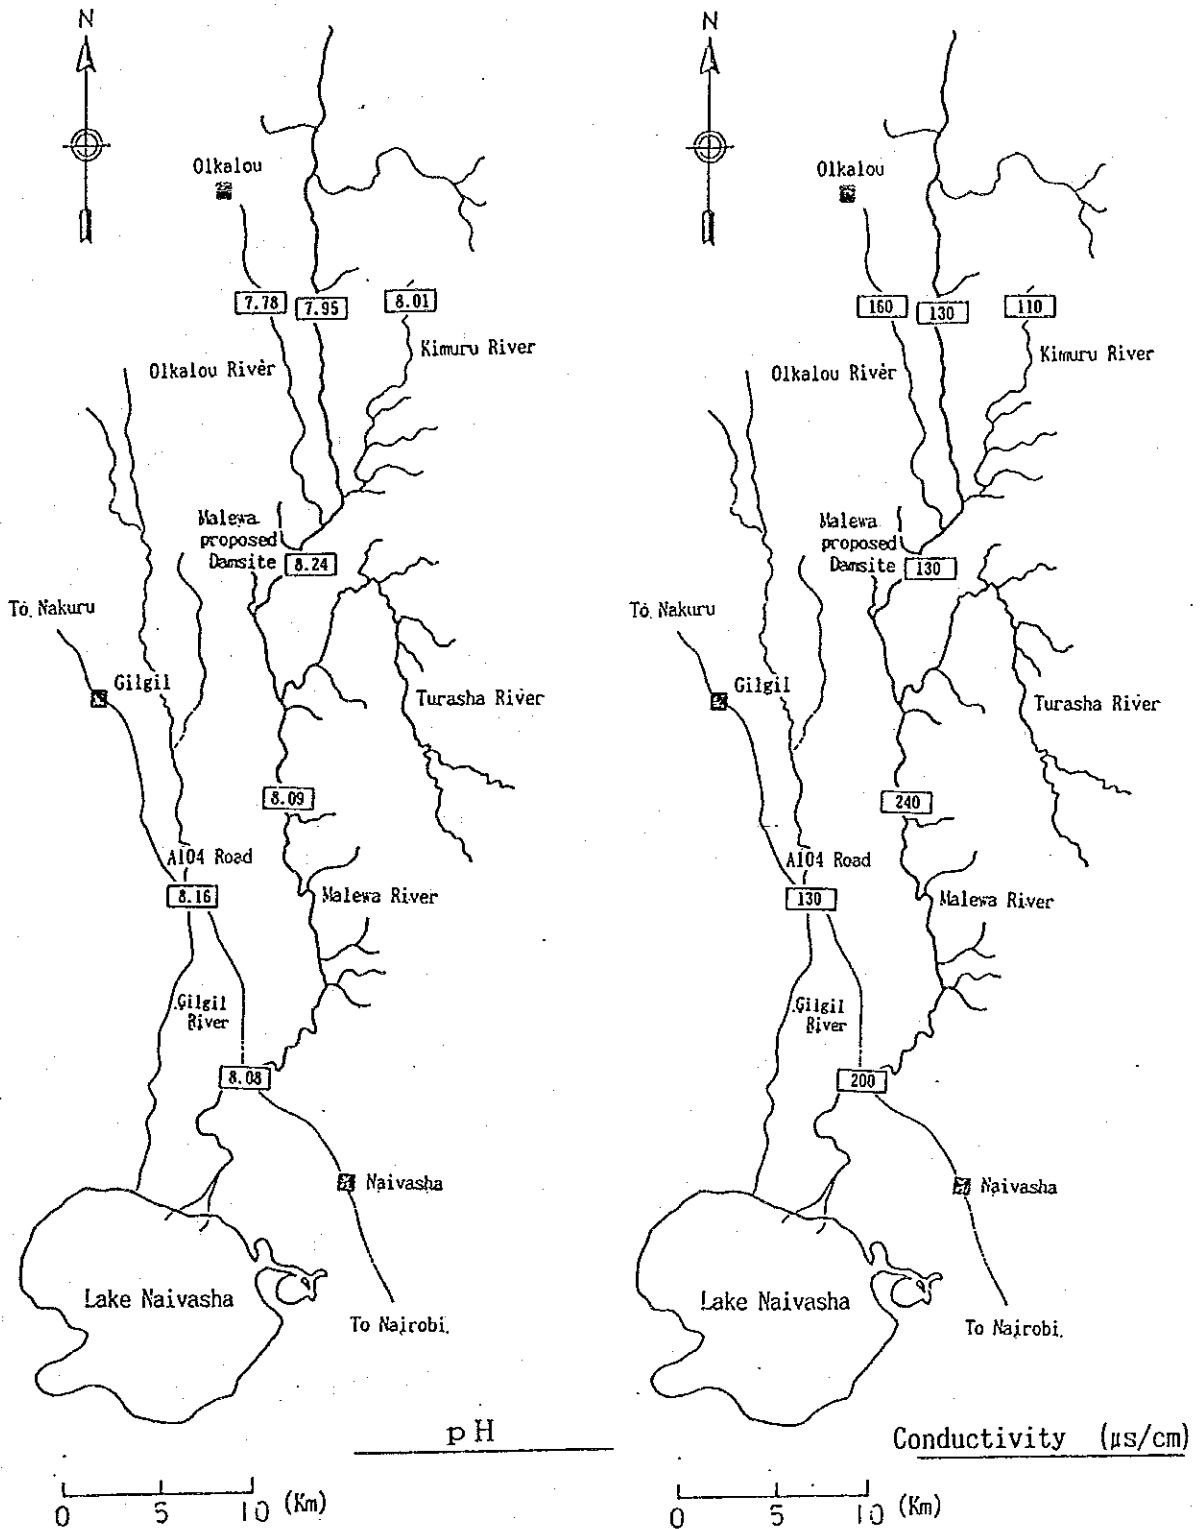 N
Olkalou
7.78
7.95
8.01
Kimuru River
Olkalou River
Malewa
proposed
Damsite
8.24
To Nakuru
Gilgil
Turasha River
8.09
A104 Road
8.16
Malewa River
Gilgil
River
8.08
Naivasha
Lake Naivasha
To Nairobi
pH
0 5 10 (Km)
N
Olkalou
160
130
110
Kimuru River
Olkalou River
Malewa
proposed
Damsite
130
To Nakuru
Gilgil
Turasha River
240
A104 Road
130
Malewa River
Gilgil
River
200
Naivasha
Lake Naivasha
To Nairobi
Conductivity (μs/cm)
0 5 10 (Km)